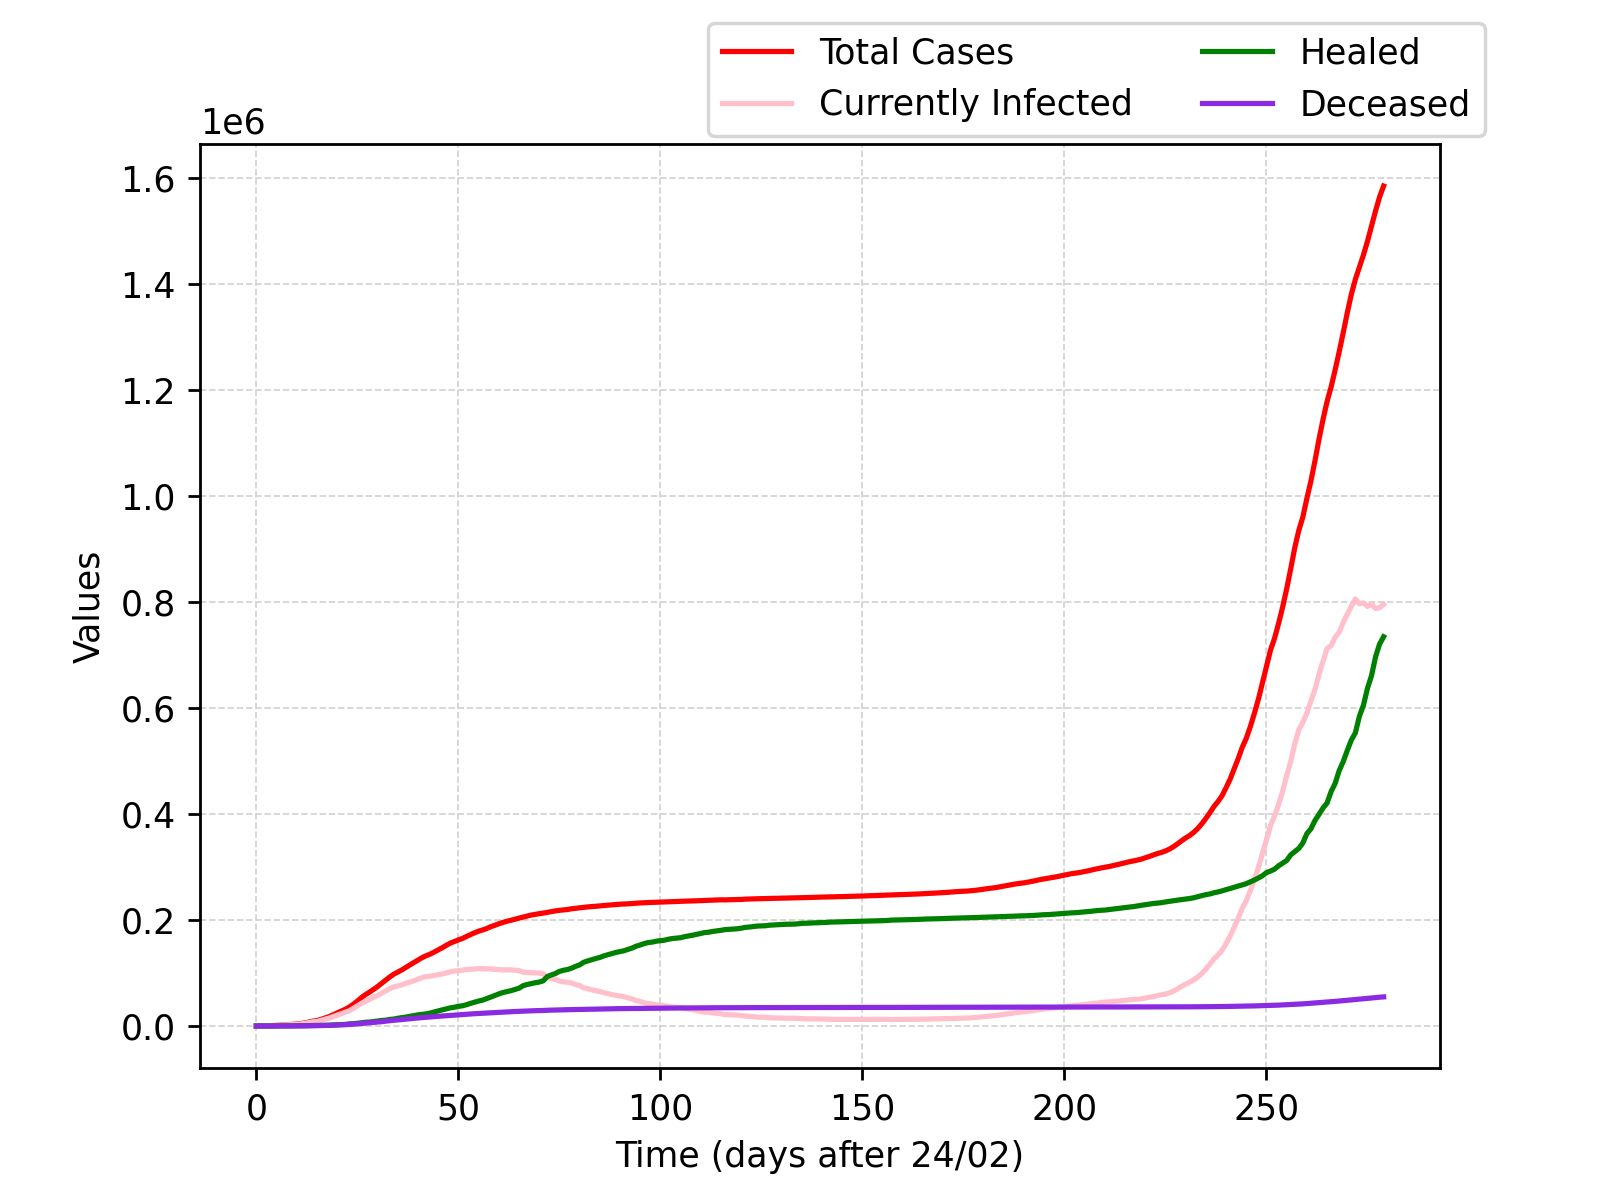 Total Cases
Currently Infected
Healed
Deceased
1e6
1.6
1.4
1.2
1.0
0.8
0.6
0.4
0.2
0.0
Values
0 50 100 150 200 250
Time (days after 24/02)